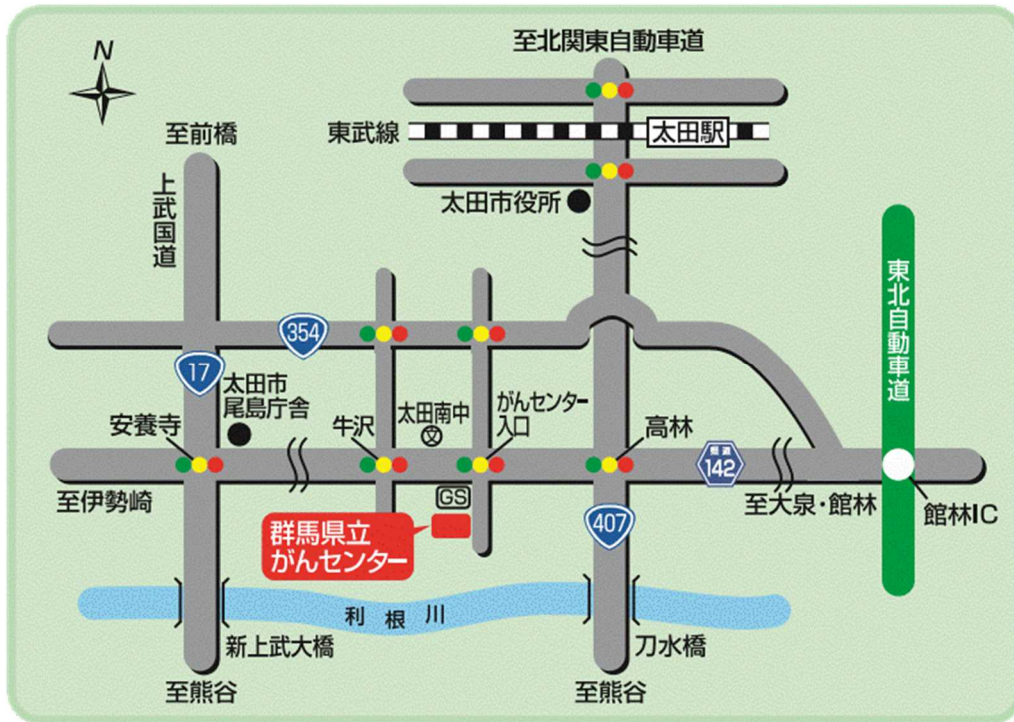 至北関東自動車道
N
東武線
太田駅
至前橋
太田市役所
上武国道
東北自動車道
354
17
太田市
尾島庁舎
安養寺
牛沢
太田南中
文
がんセンター
入口
高林
県道
142
至伊勢崎
GS
至大泉・館林
館林IC
群馬県立
がんセンター
407
利根川
新上武大橋
刀水橋
至熊谷
至熊谷